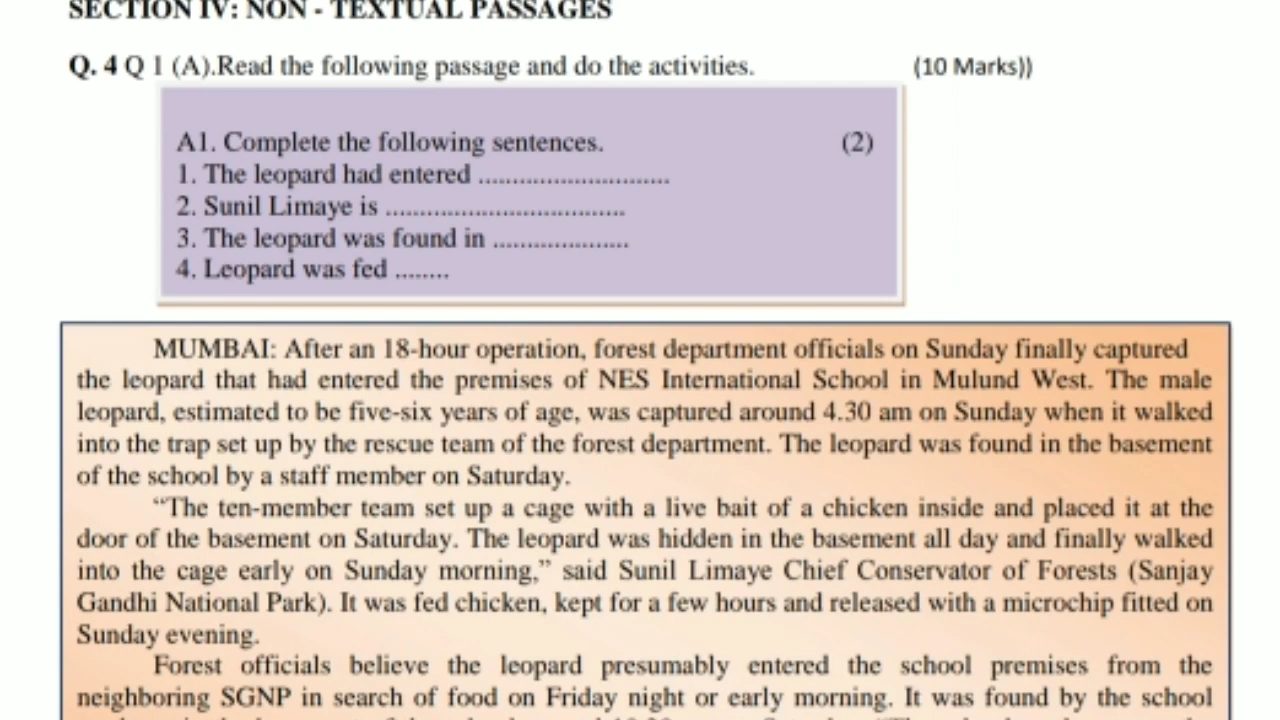 SECTION IV: NON - TEXTUAL PASSAGES
Q. 4 Q 1 (A).Read the following passage and do the activities. (10 Marks))
A1. Complete the following sentences. (2)
1. The leopard had entered ............................
2. Sunil Limaye is ...................................
3. The leopard was found in ....................
4. Leopard was fed ........
MUMBAI: After an 18-hour operation, forest department officials on Sunday finally captured
the leopard that had entered the premises of NES International School in Mulund West. The male
leopard, estimated to be five-six years of age, was captured around 4.30 am on Sunday when it walked
into the trap set up by the rescue team of the forest department. The leopard was found in the basement
of the school by a staff member on Saturday.
“The ten-member team set up a cage with a live bait of a chicken inside and placed it at the
door of the basement on Saturday. The leopard was hidden in the basement all day and finally walked
into the cage early on Sunday morning,” said Sunil Limaye Chief Conservator of Forests (Sanjay
Gandhi National Park). It was fed chicken, kept for a few hours and released with a microchip fitted on
Sunday evening.
Forest officials believe the leopard presumably entered the school premises from the
neighboring SGNP in search of food on Friday night or early morning. It was found by the school